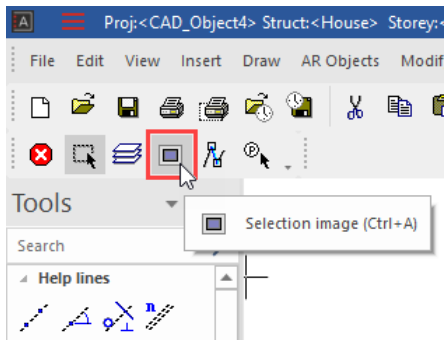 Proj:<CAD_Object4> Struct:<House> Storey:<
File Edit View Insert Draw AR Objects Modif
Tools
Selection image (Ctrl+A)
Search
Help lines
n